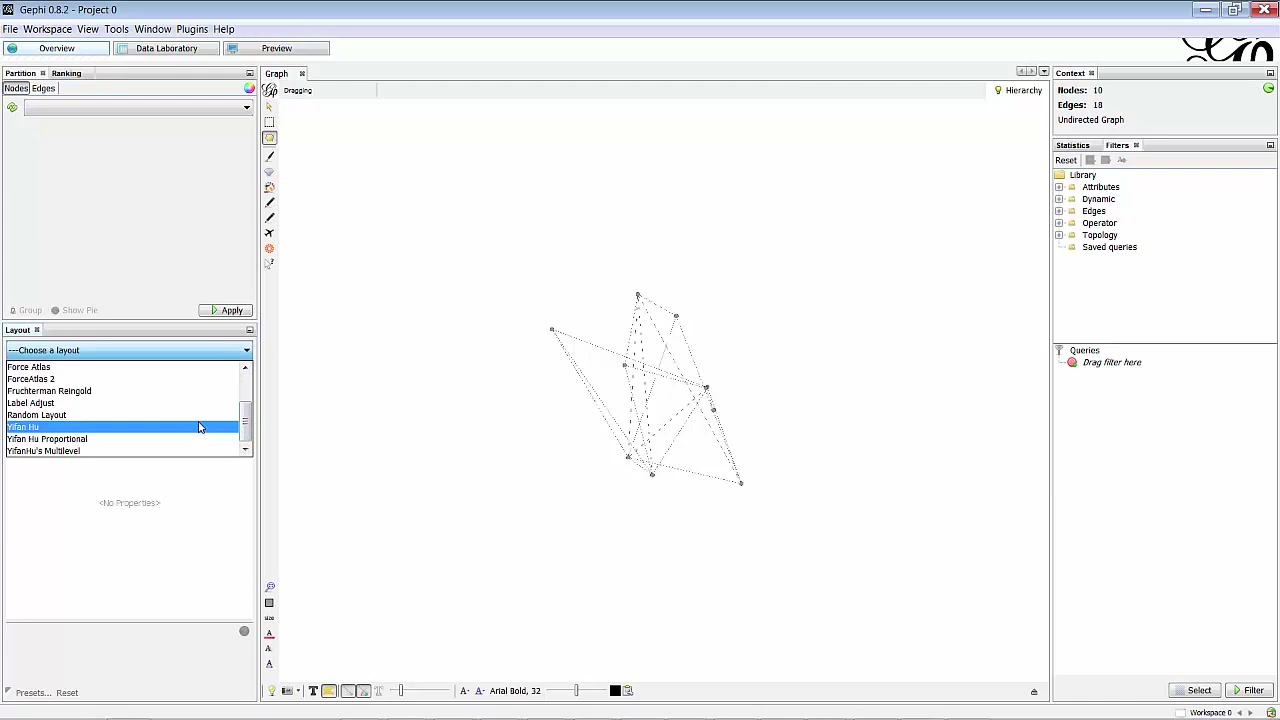 Gephi 0.8.2 - Project 0
File Workspace View Tools Window Plugins Help
Overview Data Laboratory Preview
Partition Ranking
Nodes Edges
Group Show Pie Apply
Layout
---Choose a layout
Force Atlas
ForceAtlas 2
Fruchterman Reingold
Label Adjust
Random Layout
Yifan Hu
Yifan Hu Proportional
YifanHu's Multilevel
<No Properties>
Presets... Reset
Graph
Dragging
Hierarchy
T T A- A- Arial Bold, 32
size
A
A
A
Context
Nodes: 10
Edges: 18
Undirected Graph
Statistics Filters
Reset
Library
Attributes
Dynamic
Edges
Operator
Topology
Saved queries
Queries
Drag filter here
Select Filter
Workspace 0